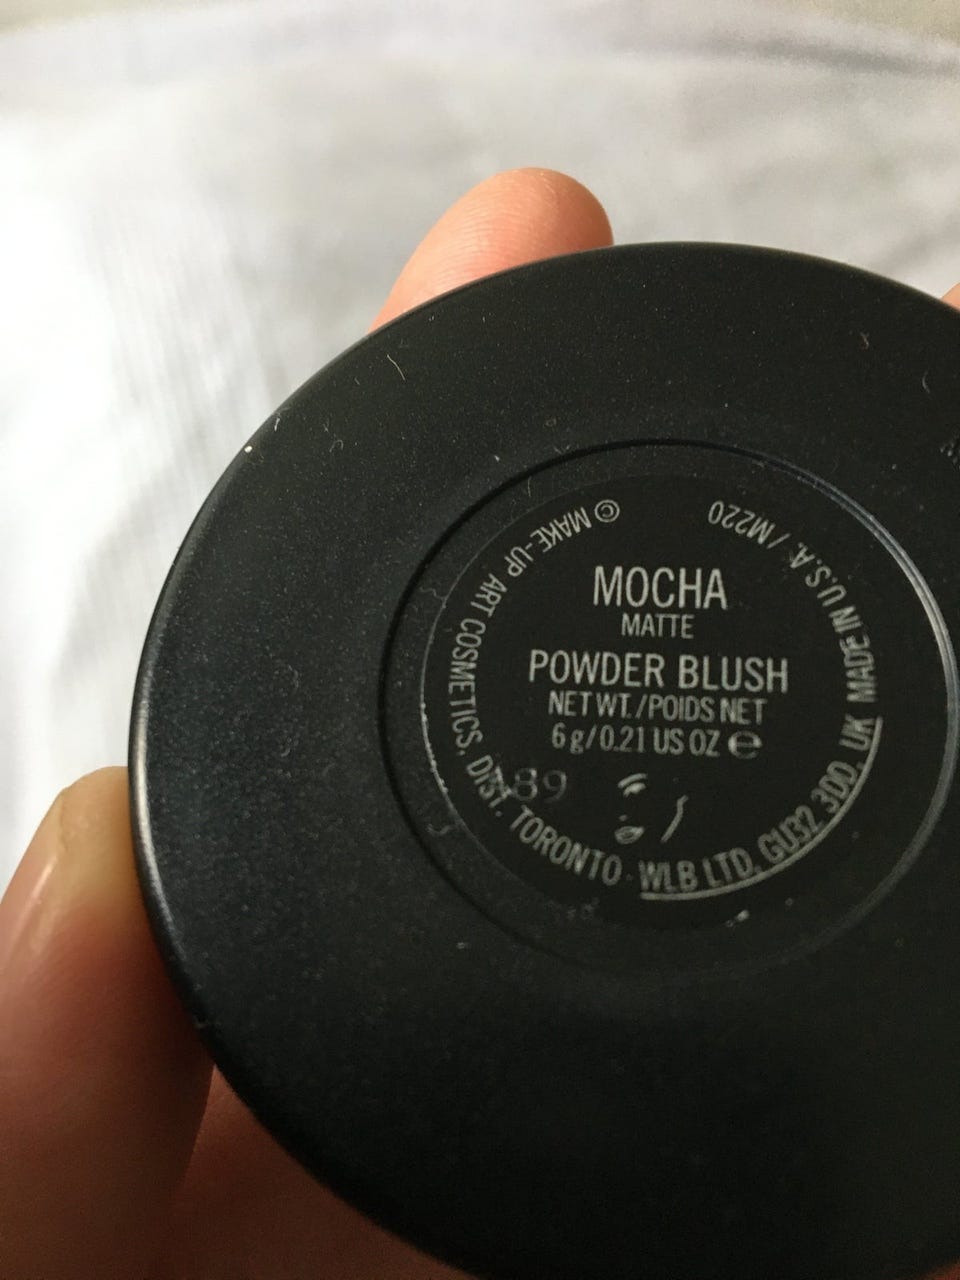 MOCHA
MATTE
POWDER BLUSH
NET WT./POIDS NET
6 g/0.21 US OZ e
A89
© MAKE-UP ART COSMETICS, DIST. TORONTO · WLB LTD, GU32 3DD, UK MADE IN U.S.A. / M220